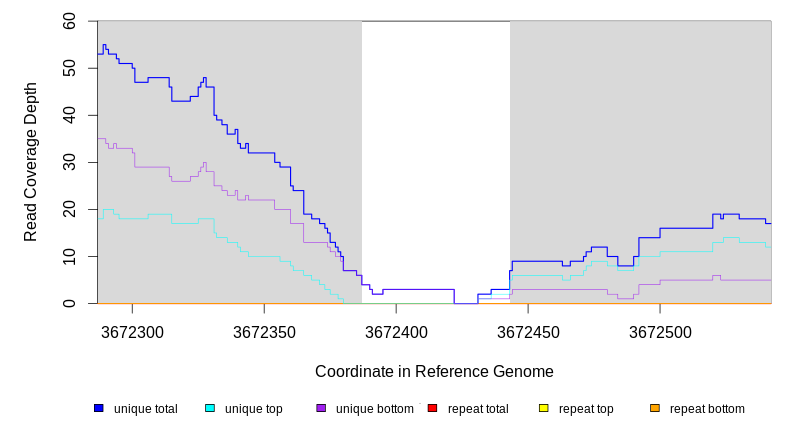 60
50
40
30
20
10
0
Read Coverage Depth
3672300 3672350 3672400 3672450 3672500
Coordinate in Reference Genome
unique total unique top unique bottom repeat total repeat top repeat bottom